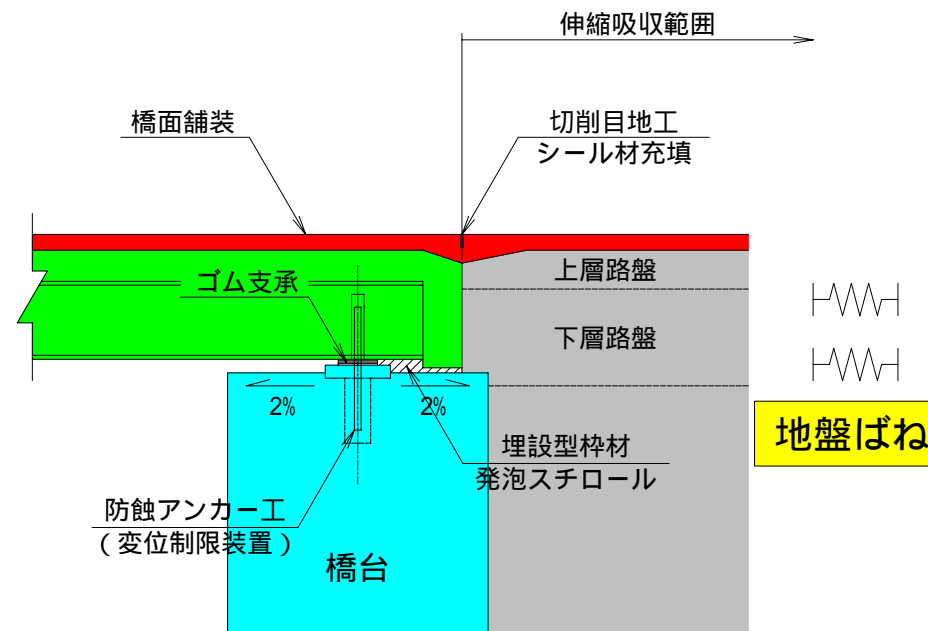 伸縮吸収範囲
橋面舗装
切削目地工
シール材充填
上層路盤
ゴム支承
下層路盤
2%
2%
地盤ばね
埋設型枠材
発泡スチロール
防蝕アンカー工
(変位制限装置)
橋台